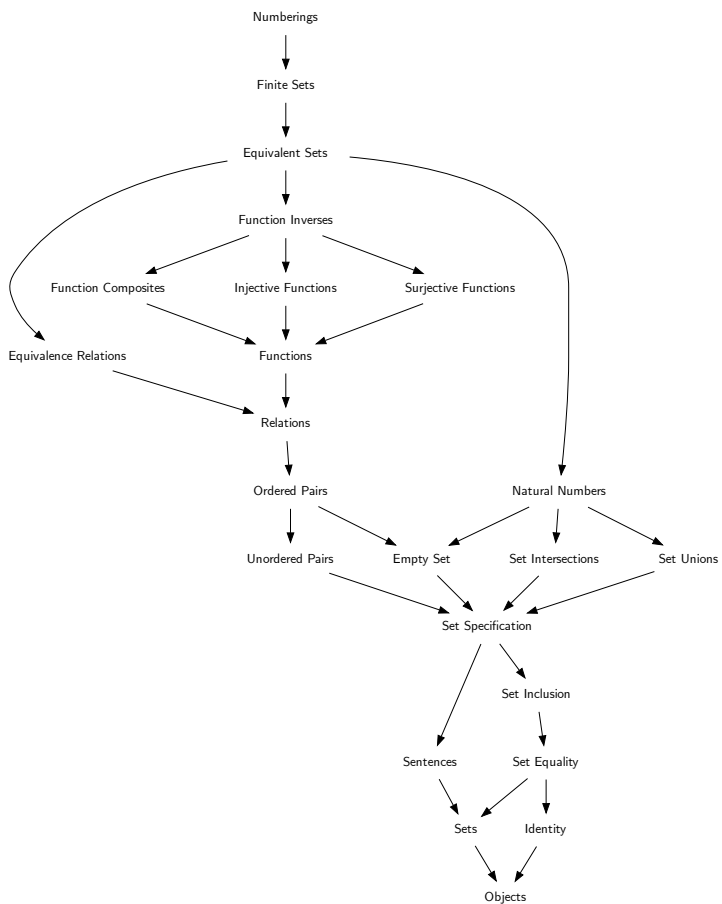 Numberings
Finite Sets
Equivalent Sets
Function Inverses
Function Composites
Injective Functions
Surjective Functions
Equivalence Relations
Functions
Relations
Ordered Pairs
Natural Numbers
Unordered Pairs
Empty Set
Set Intersections
Set Unions
Set Specification
Set Inclusion
Sentences
Set Equality
Sets
Identity
Objects